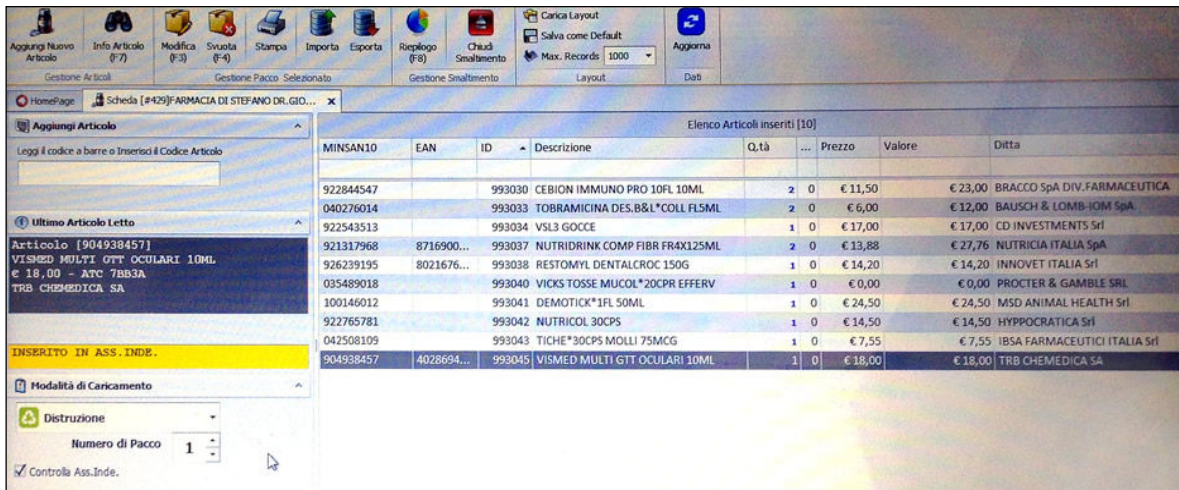 Aggiungi Nuovo Articolo
Info Articolo (F7)
Modifica (F3)
Svuota (F4)
Stampa
Importa
Esporta
Riepilogo (F8)
Chiudi Smaltimento
Carica Layout
Salva come Default
Max. Records 1000
Aggiorna
Gestione Articoli
Gestione Pacco Selezionato
Gestione Smaltimento
Layout
Dati
HomePage
Scheda [#429]FARMACIA DI STEFANO DR.GIO... x
Aggiungi Articolo
Leggi il codice a barre o Inserisci il Codice Articolo
Ultimo Articolo Letto
Articolo [904938457]
VISMED MULTI GTT OCULARI 10ML
€ 18,00 - ATC 7BB3A
TRB CHEMEDICA SA
INSERITO IN ASS.INDE.
Modalità di Caricamento
Distruzione
Numero di Pacco 1
Controlla Ass.Inde.
Elenco Articoli inseriti [10]
MINSAN10 EAN ID Descrizione Q.tà ... Prezzo Valore Ditta
922844547 993030 CEBION IMMUNO PRO 10FL 10ML 2 0 € 11,50 € 23,00 BRACCO SpA DIV.FARMACEUTICA
040276014 993033 TOBRAMICINA DES.B&L*COLL FL5ML 2 0 € 6,00 € 12,00 BAUSCH & LOMB-IOM SpA
922543513 993034 VSL3 GOCCE 1 0 € 17,00 € 17,00 CD INVESTMENTS Srl
921317968 8716900... 993037 NUTRIDRINK COMP FIBR FR4X125ML 2 0 € 13,88 € 27,76 NUTRICIA ITALIA SpA
926239195 8021676... 993038 RESTOMYL DENTALCROC 150G 1 0 € 14,20 € 14,20 INNOVET ITALIA Srl
035489018 993040 VICKS TOSSE MUCOL*20CPR EFFERV 1 0 € 0,00 € 0,00 PROCTER & GAMBLE SRL
100146012 993041 DEMOTICK*1FL 50ML 1 0 € 24,50 € 24,50 MSD ANIMAL HEALTH Srl
922765781 993042 NUTRICOL 30CPS 1 0 € 14,50 € 14,50 HYPPOCRATICA Srl
042508109 993043 TICHE*30CPS MOLLI 75MCG 1 0 € 7,55 € 7,55 IBSA FARMACEUTICI ITALIA Srl
904938457 4028694... 993045 VISMED MULTI GTT OCULARI 10ML 1 0 € 18,00 € 18,00 TRB CHEMEDICA SA